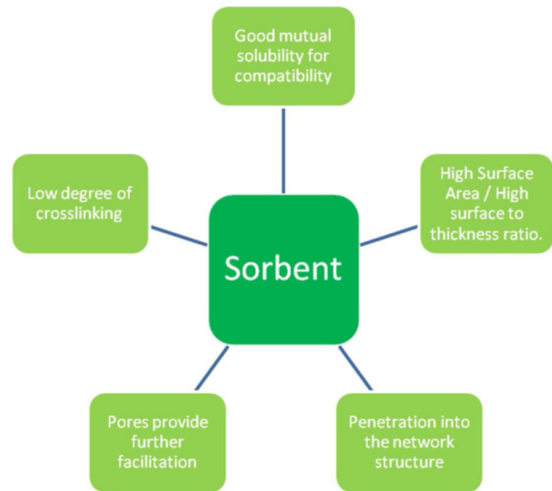 Good mutual
solubility for
compatibility
Low degree of
crosslinking
High Surface
Area / High
surface to
thickness ratio.
Sorbent
Pores provide
further
facilitation
Penetration into
the network
structure